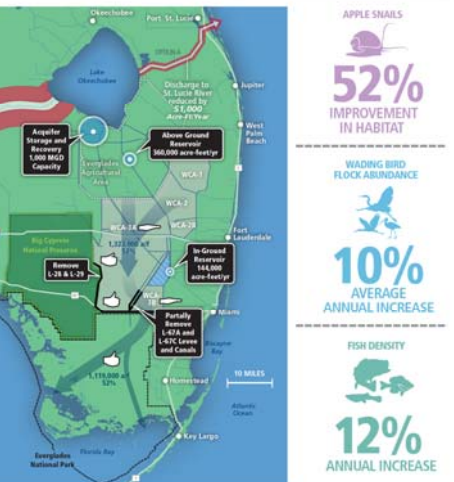 Okeechobee
Port St. Lucie
Lake
Okeechobee
Discharge to
St. Lucie River
reduced by
Acre-Ft/Year
Jupiter
West
Palm
Beach
Acquifer
Storage and
Recovery
1,000 MGD
Capacity
Above Ground
Reservoir
360,000 acre-feet/yr
Everglades
Agricultural
Area
WCA-1
WCA-2
WCA-2B
WCA-3A
Fort
Lauderdale
Big Cypress
National Preserve
Remove
L-28 & L-29
In-Ground
Reservoir
144,000
acre-feet/yr
WCA-
3B
Miami
Partially
Remove
L-67A and
L-67C Levee
and Canals
Biscayne
Bay
52%
Homestead
10 MILES
Atlantic
Ocean
Key Largo
Florida Bay
Everglades
National Park
APPLE SNAILS
52%
IMPROVEMENT
IN HABITAT
WADING BIRD
FLOCK ABUNDANCE
10%
AVERAGE
ANNUAL INCREASE
FISH DENSITY
12%
ANNUAL INCREASE